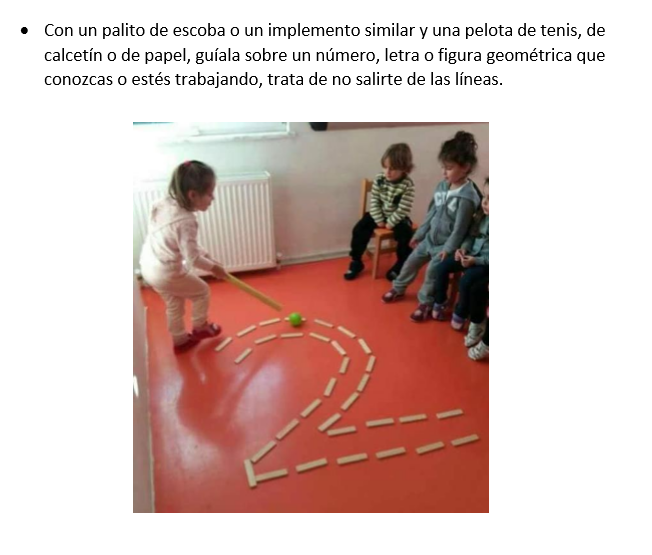 • Con un palito de escoba o un implemento similar y una pelota de tenis, de
calcetín o de papel, guíala sobre un número, letra o figura geométrica que
conozcas o estés trabajando, trata de no salirte de las líneas.